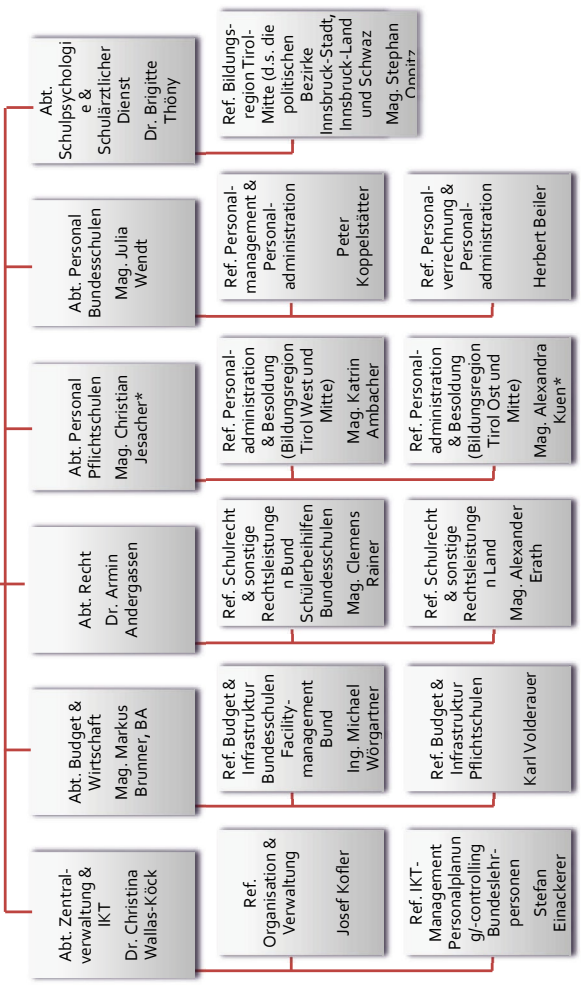 Abt. Zentral-
verwaltung &
IKT
Dr. Christina
Wallas-Köck
Ref.
Organisation &
Verwaltung
Josef Kofler
Ref. IKT-
Management
Personalplanun
g/-controlling
Bundeslehr-
personen
Stefan
Einackerer
Abt. Budget &
Wirtschaft
Mag. Markus
Brunner, BA
Ref. Budget &
Infrastruktur
Bundesschulen
Facility-
management
Bund
Ing. Michael
Wörgartner
Ref. Budget &
Infrastruktur
Pflichtschulen
Karl Volderauer
Abt. Recht
Dr. Armin
Andergassen
Ref. Schulrecht
& sonstige
Rechtsleistunge
n Bund
Schülerbeihilfen
Bundesschulen
Mag. Clemens
Rainer
Ref. Schulrecht
& sonstige
Rechtsleistunge
n Land
Mag. Alexander
Erath
Abt. Personal
Pflichtschulen
Mag. Christian
Jesacher*
Ref. Personal-
administration
& Besoldung
(Bildungsregion
Tirol West und
Mitte)
Mag. Katrin
Ambacher
Ref. Personal-
administration
& Besoldung
(Bildungsregion
Tirol Ost und
Mitte)
Mag. Alexandra
Kuen*
Abt. Personal
Bundesschulen
Mag. Julia
Wendt
Ref. Personal-
management &
Personal-
administration
Peter
Koppelstätter
Ref. Personal-
verrechnung &
Personal-
administration
Herbert Beiler
Abt.
Schulpsychologi
e &
Schulärztlicher
Dienst
Dr. Brigitte
Thöny
Ref. Bildungs-
region Tirol-
Mitte (d.s. die
politischen
Bezirke
Innsbruck-Stadt,
Innsbruck-Land
und Schwaz
Mag. Stephan